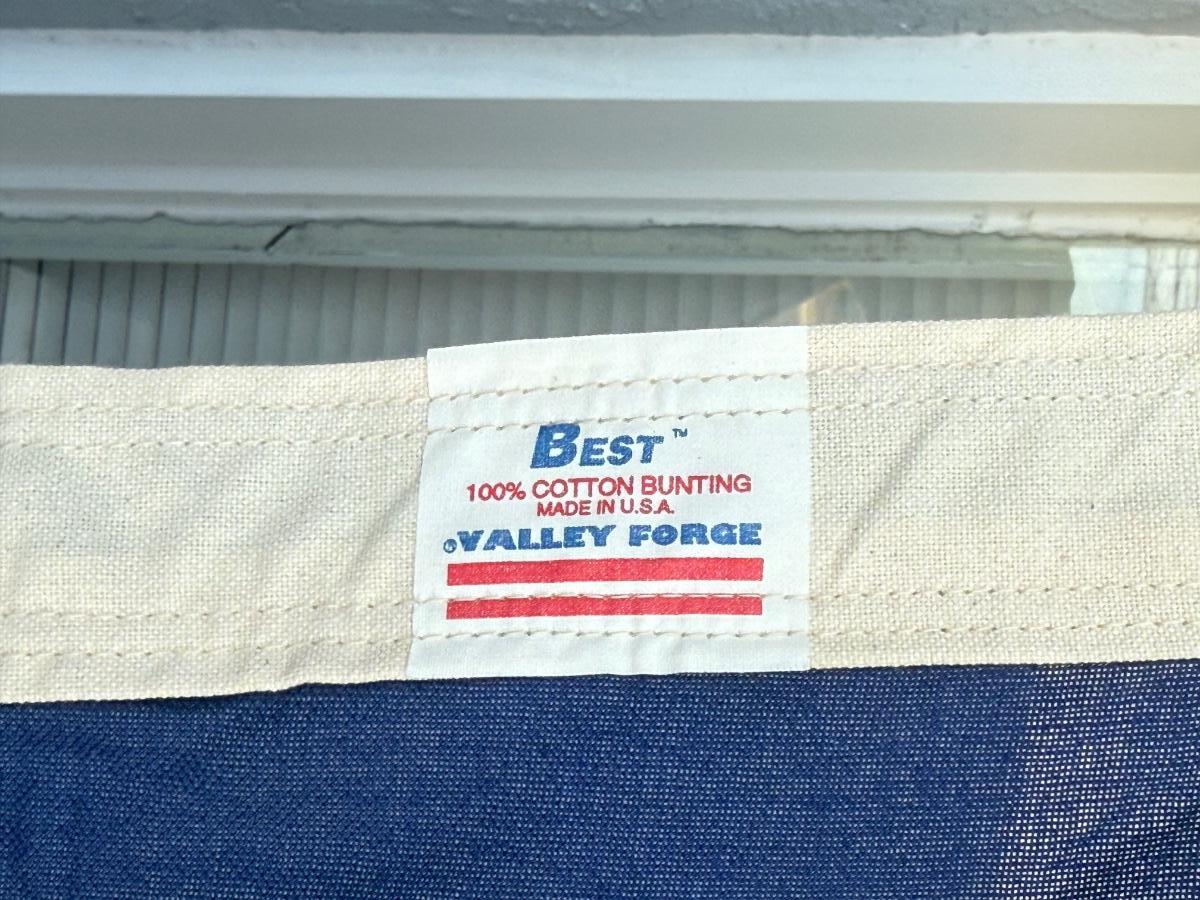 BEST™
100% COTTON BUNTING
MADE IN U.S.A.
®VALLEY FORGE